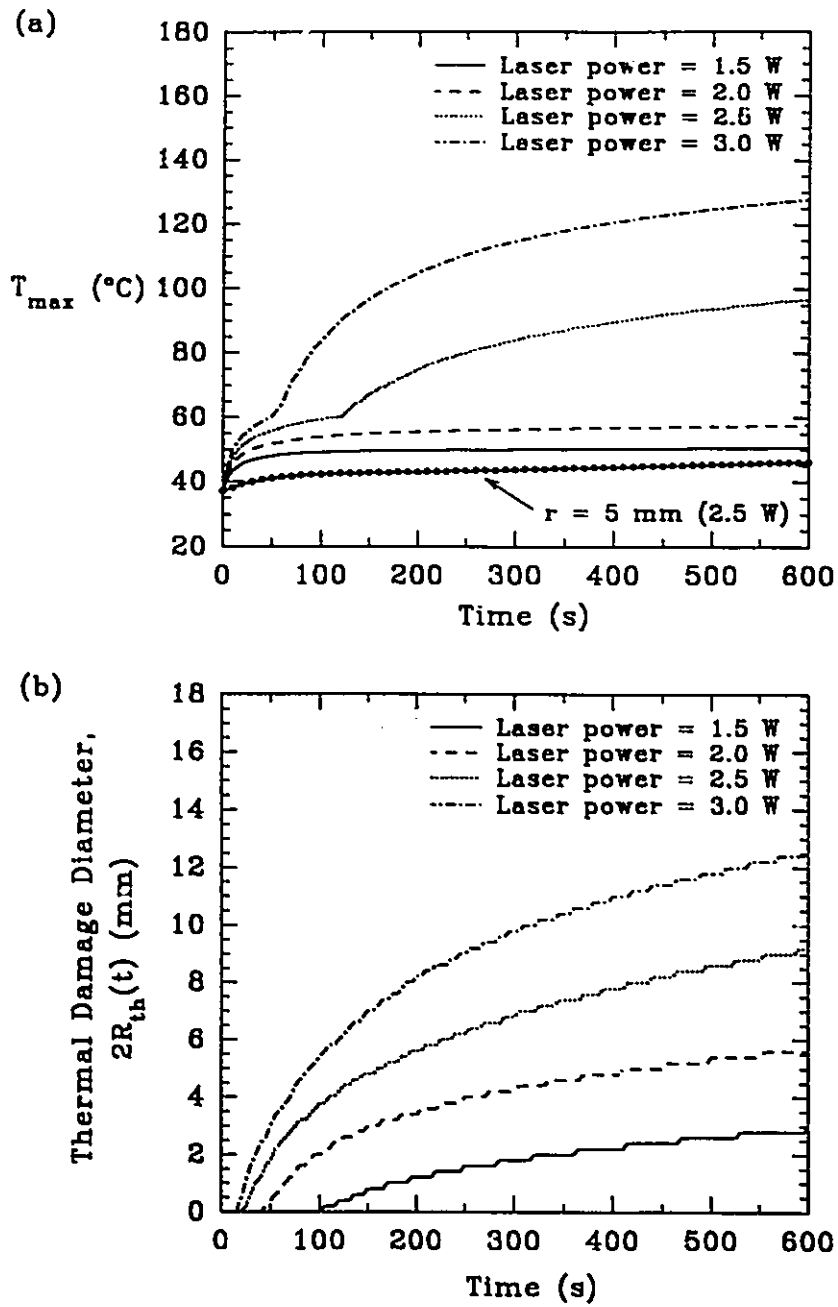 (a)
180
160
140
120
100
80
60
40
20
T_max (°C)
Laser power = 1.5 W
Laser power = 2.0 W
Laser power = 2.5 W
Laser power = 3.0 W
r = 5 mm (2.5 W)
0 100 200 300 400 500 600
Time (s)
(b)
18
16
14
12
10
8
6
4
2
0
Thermal Damage Diameter,
2R_th(t) (mm)
Laser power = 1.5 W
Laser power = 2.0 W
Laser power = 2.5 W
Laser power = 3.0 W
0 100 200 300 400 500 600
Time (s)